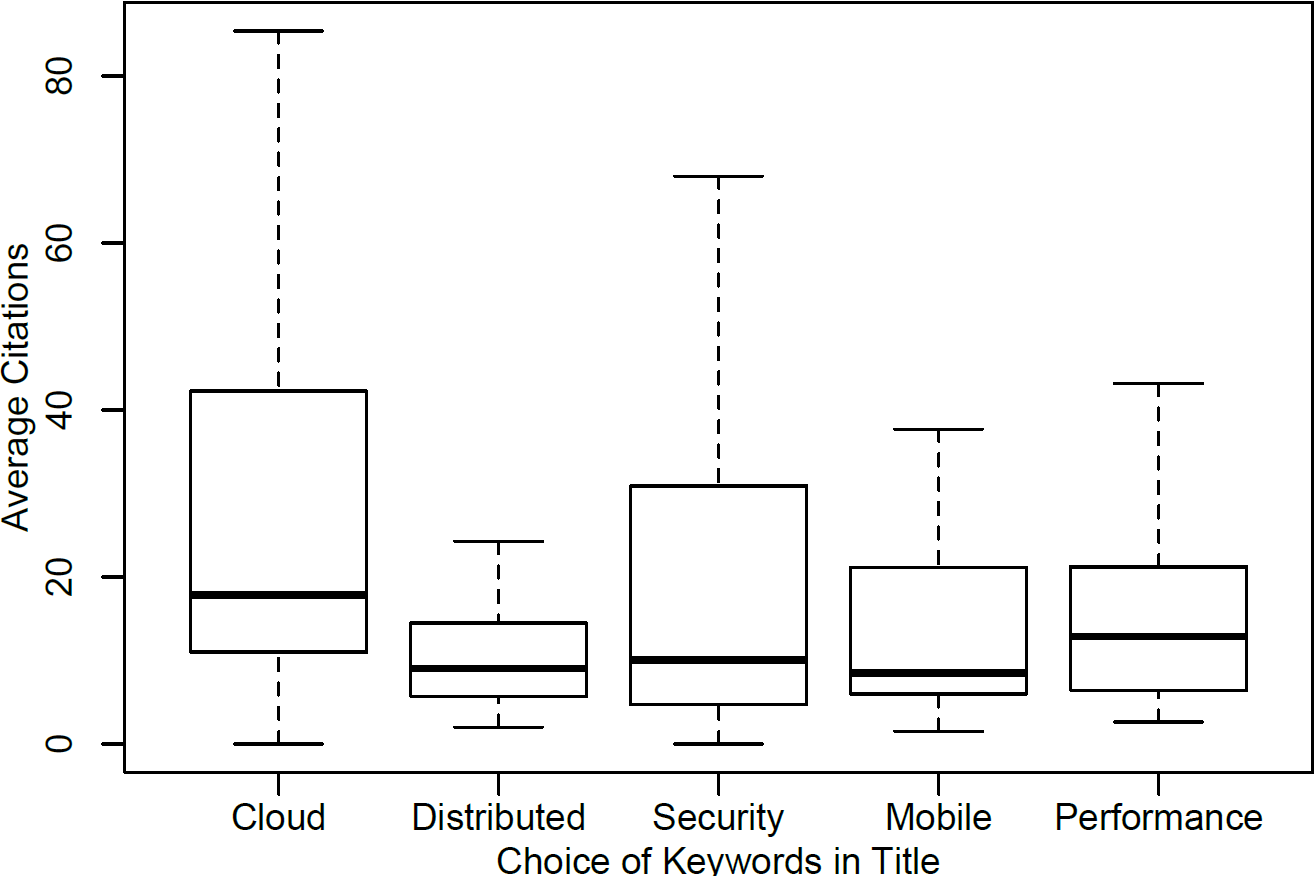 Average Citations
80
60
40
20
0
Cloud Distributed Security Mobile Performance
Choice of Keywords in Title